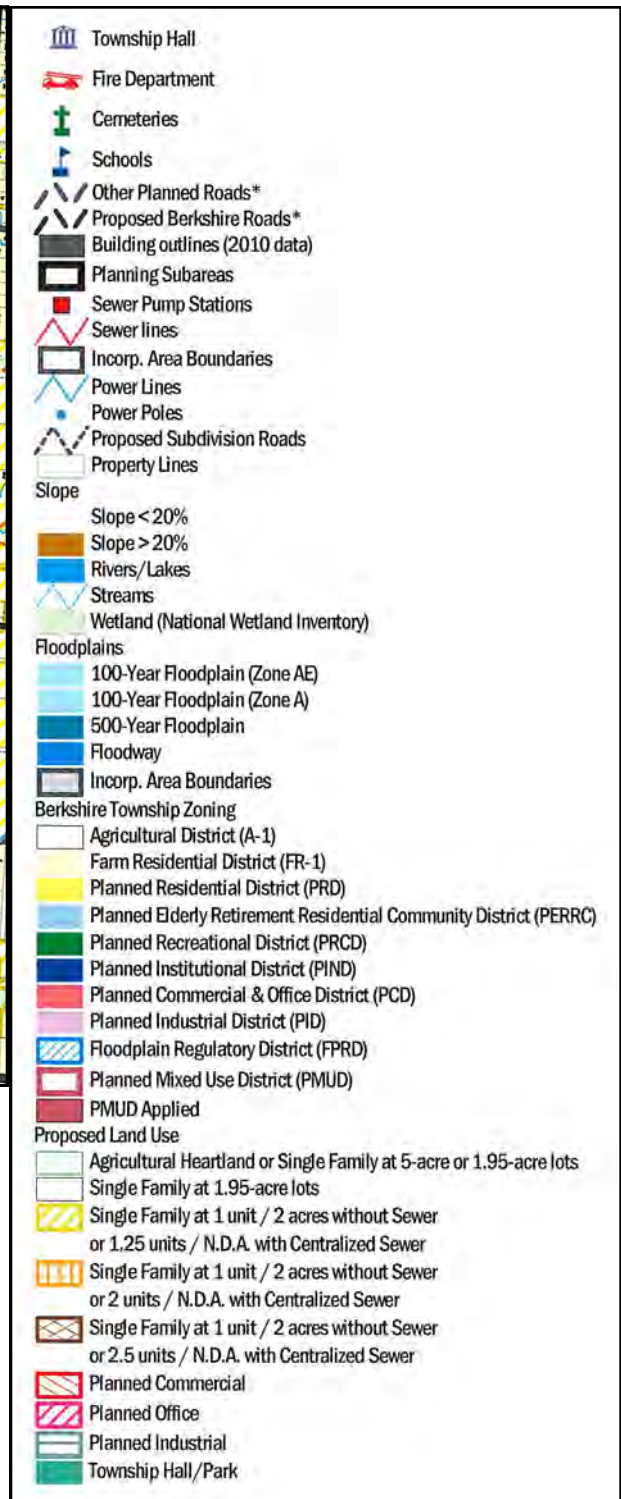 Township Hall
Fire Department
Cemeteries
Schools
Other Planned Roads*
Proposed Berkshire Roads*
Building outlines (2010 data)
Planning Subareas
Sewer Pump Stations
Sewer lines
Incorp. Area Boundaries
Power Lines
Power Poles
Proposed Subdivision Roads
Property Lines
Slope
Slope < 20%
Slope > 20%
Rivers/Lakes
Streams
Wetland (National Wetland Inventory)
Floodplains
100-Year Floodplain (Zone AE)
100-Year Floodplain (Zone A)
500-Year Floodplain
Floodway
Incorp. Area Boundaries
Berkshire Township Zoning
Agricultural District (A-1)
Farm Residential District (FR-1)
Planned Residential District (PRD)
Planned Elderly Retirement Residential Community District (PERRC)
Planned Recreational District (PRCD)
Planned Institutional District (PIND)
Planned Commercial & Office District (PCD)
Planned Industrial District (PID)
Floodplain Regulatory District (FPRD)
Planned Mixed Use District (PMUD)
PMUD Applied
Proposed Land Use
Agricultural Heartland or Single Family at 5-acre or 1.95-acre lots
Single Family at 1.95-acre lots
Single Family at 1 unit / 2 acres without Sewer
or 1.25 units / N.D.A. with Centralized Sewer
Single Family at 1 unit / 2 acres without Sewer
or 2 units / N.D.A. with Centralized Sewer
Single Family at 1 unit / 2 acres without Sewer
or 2.5 units / N.D.A. with Centralized Sewer
Planned Commercial
Planned Office
Planned Industrial
Township Hall/Park